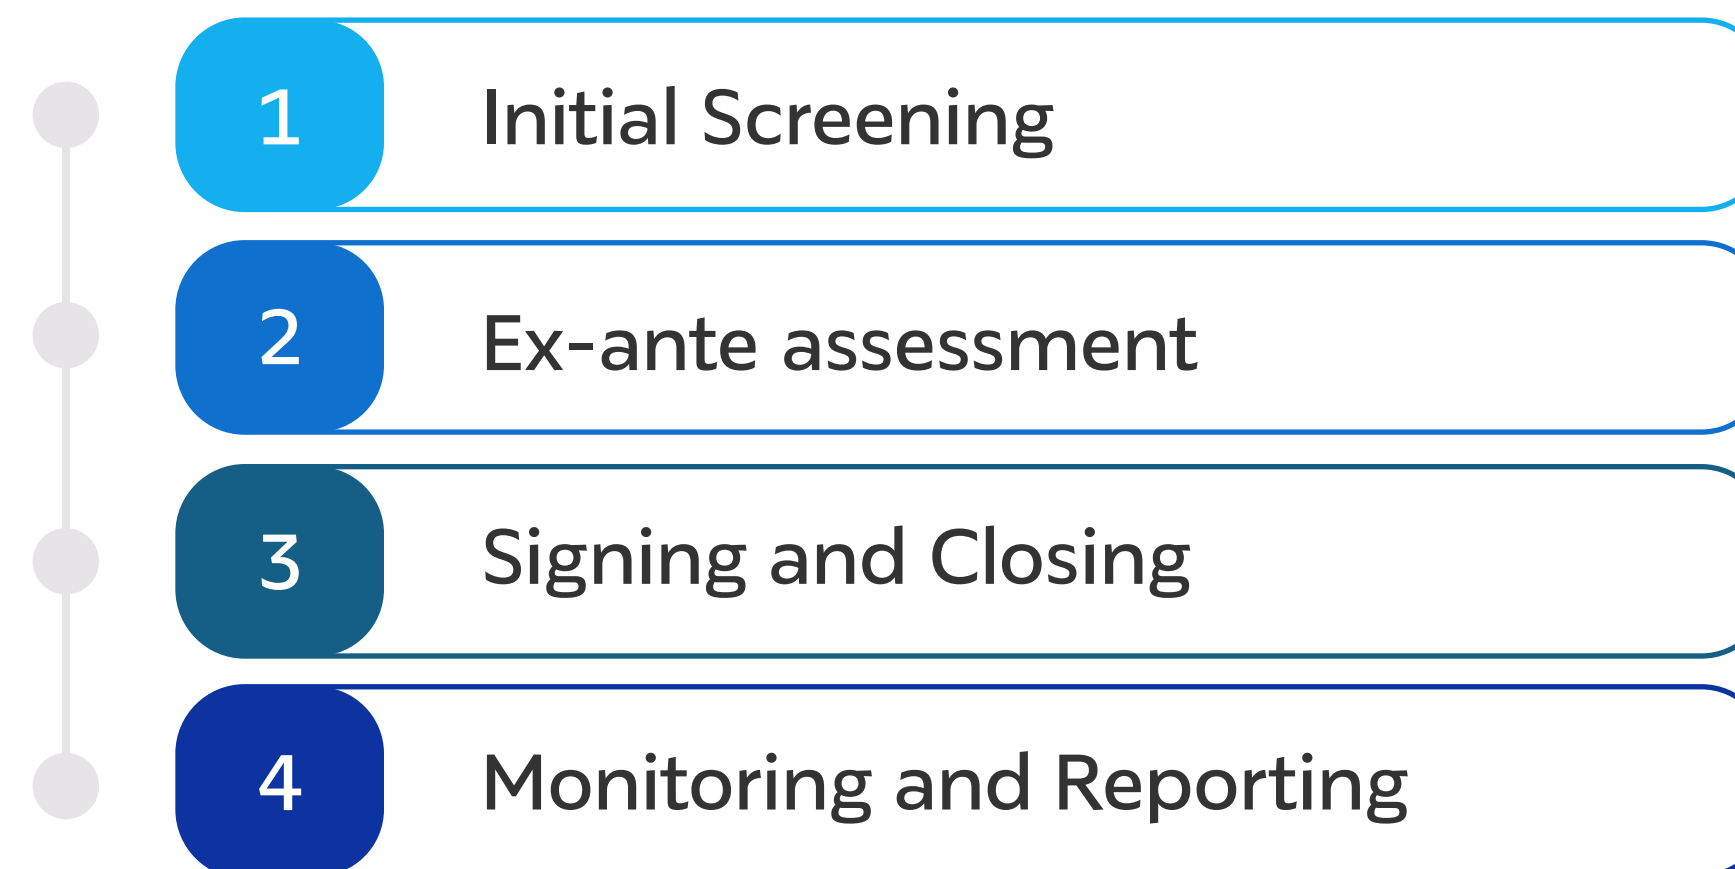 1 Initial Screening
2 Ex-ante assessment
3 Signing and Closing
4 Monitoring and Reporting